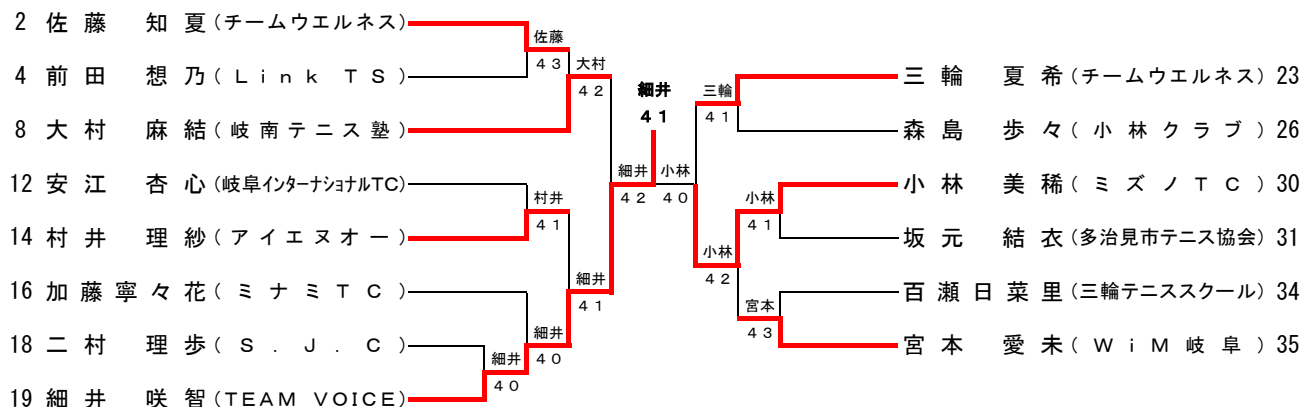 2 佐藤 知夏(チームウエルネス)
佐藤
43
4 前田 想乃(Link TS)
大村
42
8 大村 麻結(岐南テニス塾)
12 安江 杏心(岐阜インターナショナルTC)
村井
41
14 村井 理紗(アイエヌオー)
細井
41
16 加藤寧々花(ミナミTC)
細井
40
18 二村 理歩(S.J.C)
細井
40
19 細井 咲智(TEAM VOICE)
細井
42
細井
41
小林
40
三輪
41
三輪 夏希(チームウエルネス) 23
森島 歩々(小林クラブ) 26
小林 美稀(ミズノTC) 30
小林
41
坂元 結衣(多治見市テニス協会) 31
小林
42
百瀬日菜里(三輪テニススクール) 34
宮本
43
宮本 愛未(WiM岐阜) 35